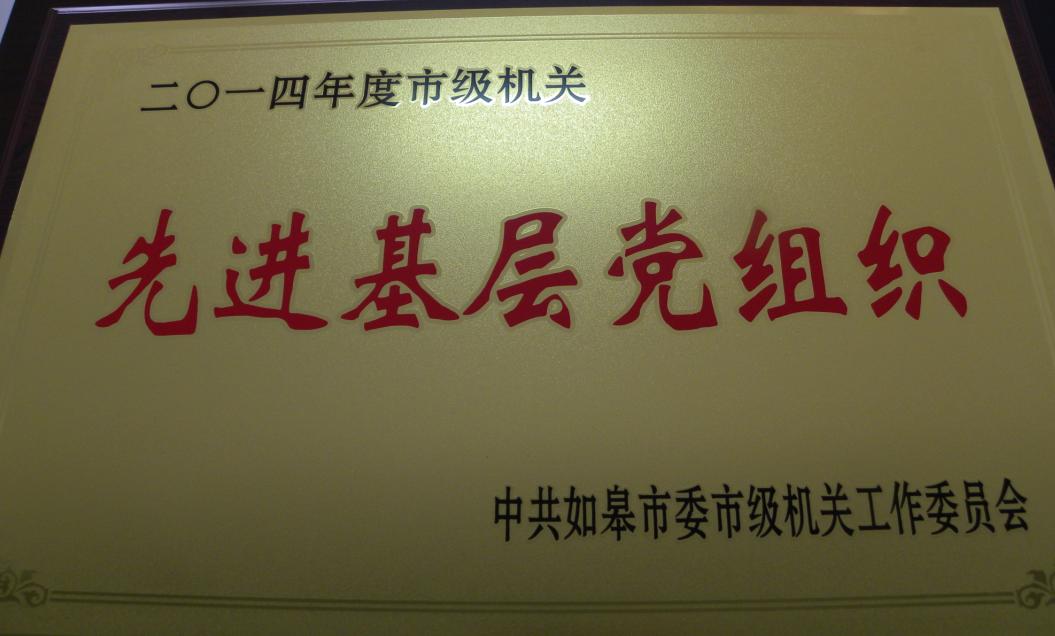 二〇一四年度市级机关
先进基层党组织
中共如皋市委市级机关工作委员会